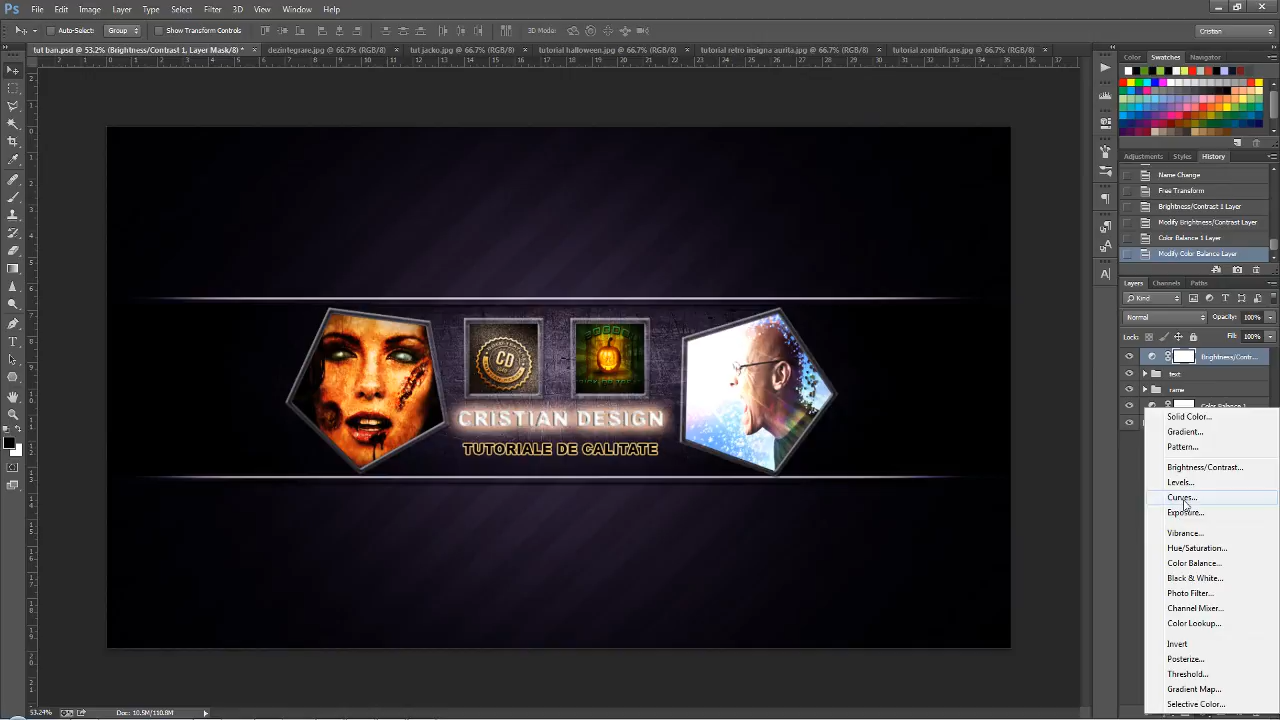 Ps File Edit Image Layer Type Select Filter 3D View Window Help
Auto-Select: Group Show Transform Controls 3D Mode: Cristian
tut ban.psd @ 53.2% (Brightness/Contrast 1, Layer Mask/8) * dezintegrare.jpg @ 66.7% (RGB/8) tut jacko.jpg @ 66.7% (RGB/8) tutorial halloween.jpg @ 66.7% (RGB/8) tutorial retro insigna aurita.jpg @ 66.7% (RGB/8) tutorial zombificare.jpg @ 66.7% (RGB/8)
Color Swatches Navigator
Adjustments Styles History
Name Change
Free Transform
Brightness/Contrast 1 Layer
Modify Brightness/Contrast Layer
Color Balance 1 Layer
Modify Color Balance Layer
Layers Channels Paths
Kind
Normal Opacity: 100%
Lock: Fill: 100%
Brightness/Contr...
text
rame
Color Balance 1
Solid Color...
Gradient...
Pattern...
Brightness/Contrast...
Levels...
Curves...
Exposure...
Vibrance...
Hue/Saturation...
Color Balance...
Black & White...
Photo Filter...
Channel Mixer...
Color Lookup...
Invert
Posterize...
Threshold...
Gradient Map...
Selective Color...
CD
CRISTIAN DESIGN
TUTORIALE DE CALITATE
53.24% Doc: 10.5M/110.8M